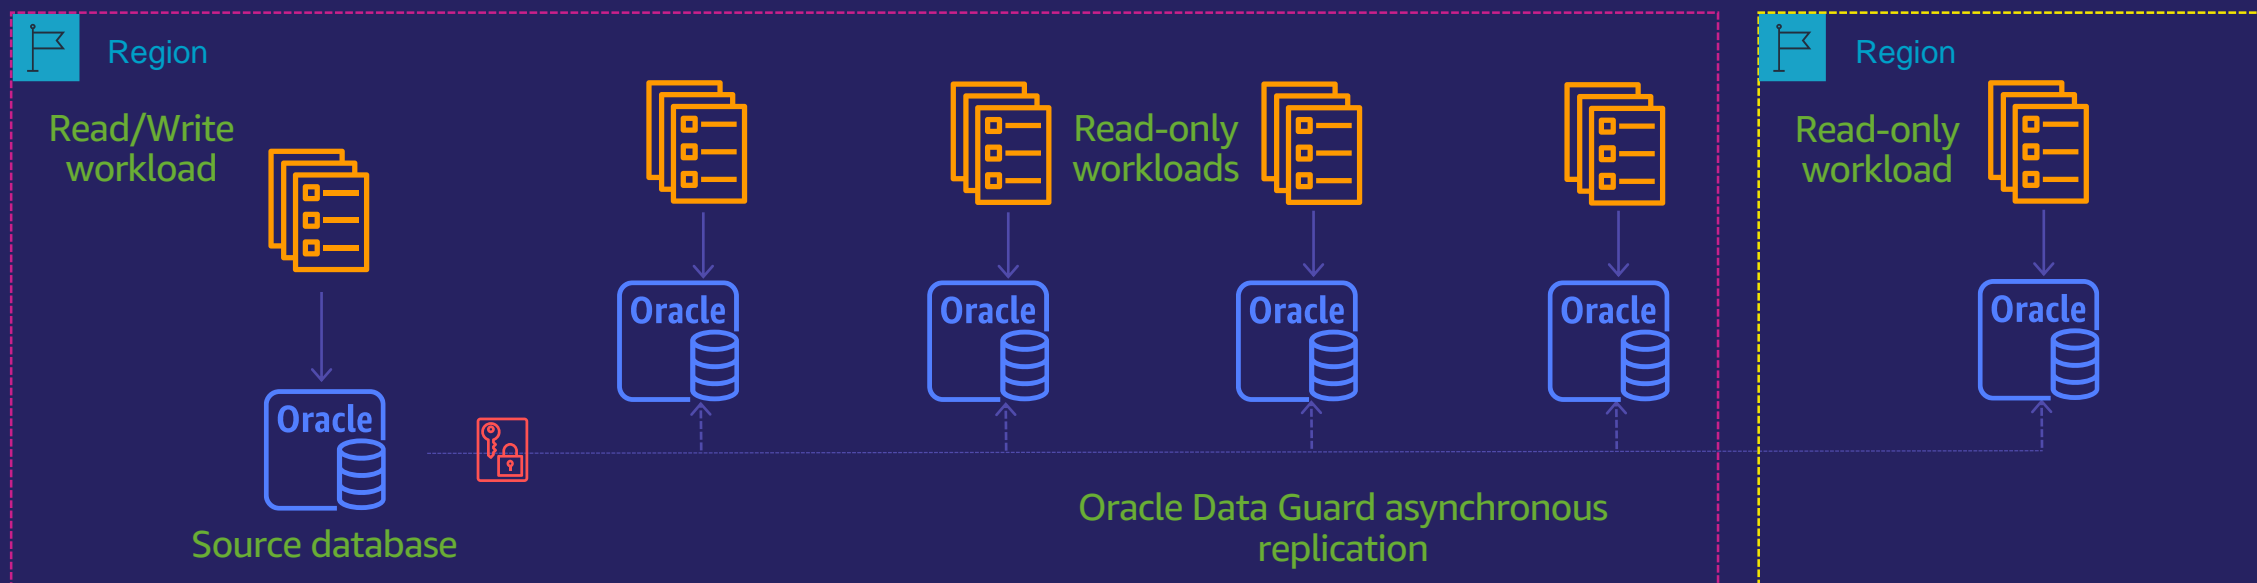 Region
Region
Read/Write
workload
Read-only
workloads
Read-only
workload
Oracle
Oracle
Oracle
Oracle
Oracle
Oracle
Source database
Oracle Data Guard asynchronous
replication